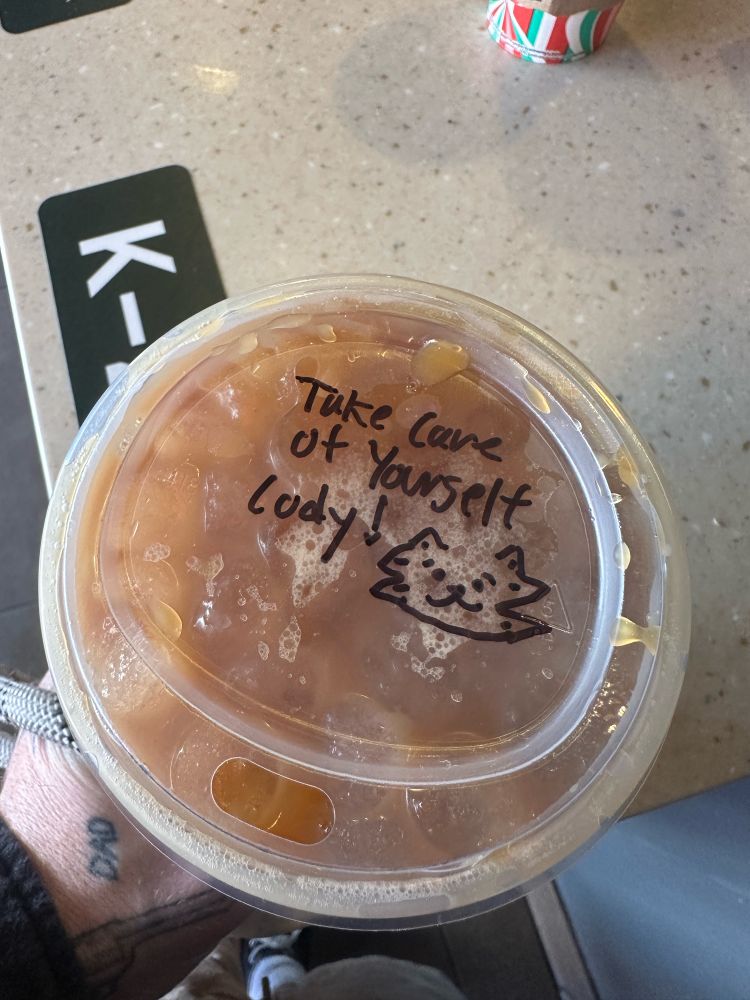 Take Care
of Yourself
Cody!
K-